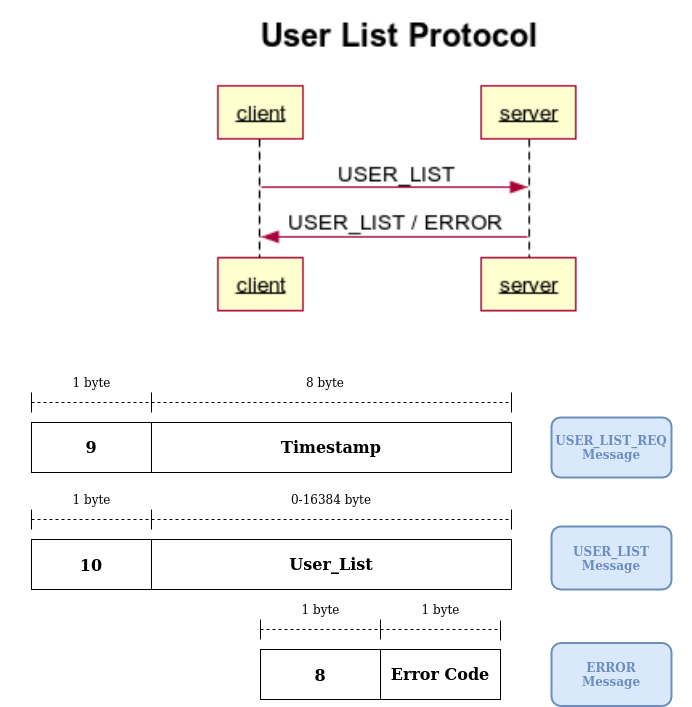 User List Protocol
client
server
USER_LIST
USER_LIST / ERROR
client
server
1 byte
8 byte
9
Timestamp
USER_LIST_REQ
Message
1 byte
0-16384 byte
10
User_List
USER_LIST
Message
1 byte
1 byte
8
Error Code
ERROR
Message